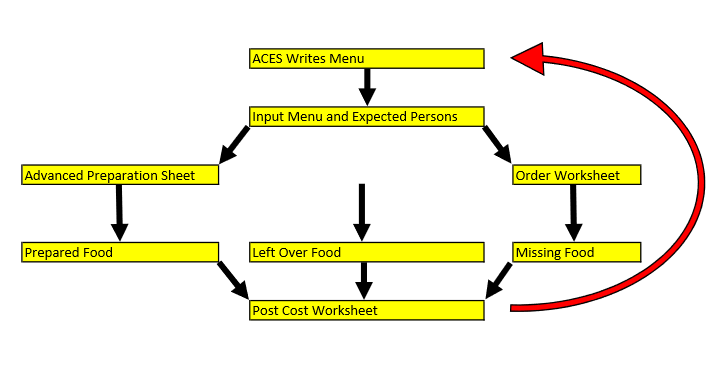 ACES Writes Menu
Input Menu and Expected Persons
Advanced Preparation Sheet
Order Worksheet
Prepared Food
Left Over Food
Missing Food
Post Cost Worksheet